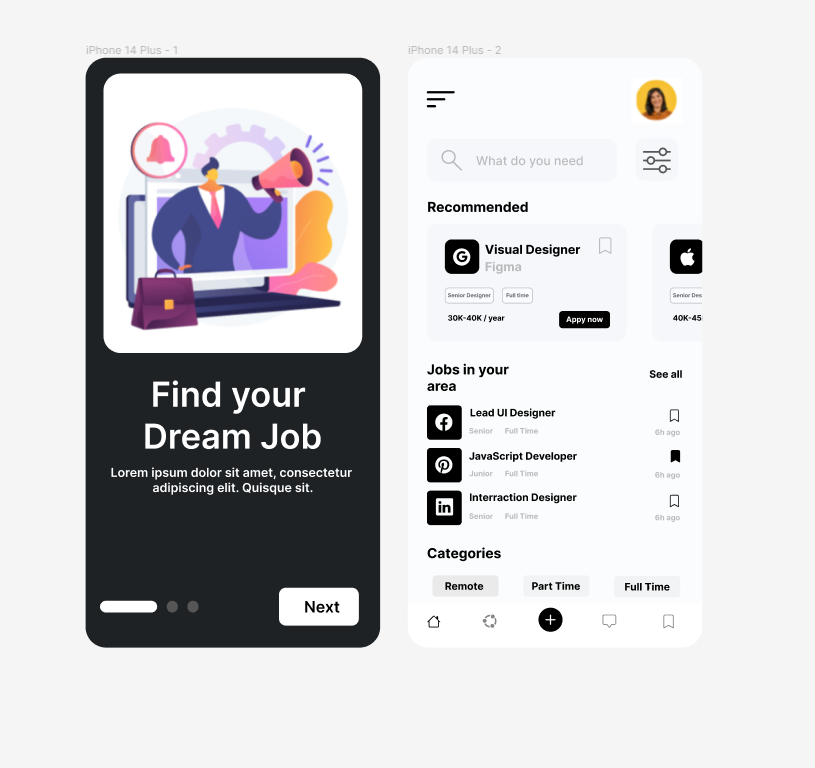 iPhone 14 Plus - 1
Find your
Dream Job
Lorem ipsum dolor sit amet, consectetur
adipiscing elit. Quisque sit.
Next
iPhone 14 Plus - 2
What do you need
Recommended
G
Visual Designer
Figma
Senior Designer
Full time
30K-40K / year
Appy now
Senior Des
40K-45
Jobs in your
area
See all
Lead UI Designer
Senior Full Time
6h ago
JavaScript Developer
Junior Full Time
6h ago
in
Interraction Designer
Senior Full Time
6h ago
Categories
Remote
Part Time
Full Time